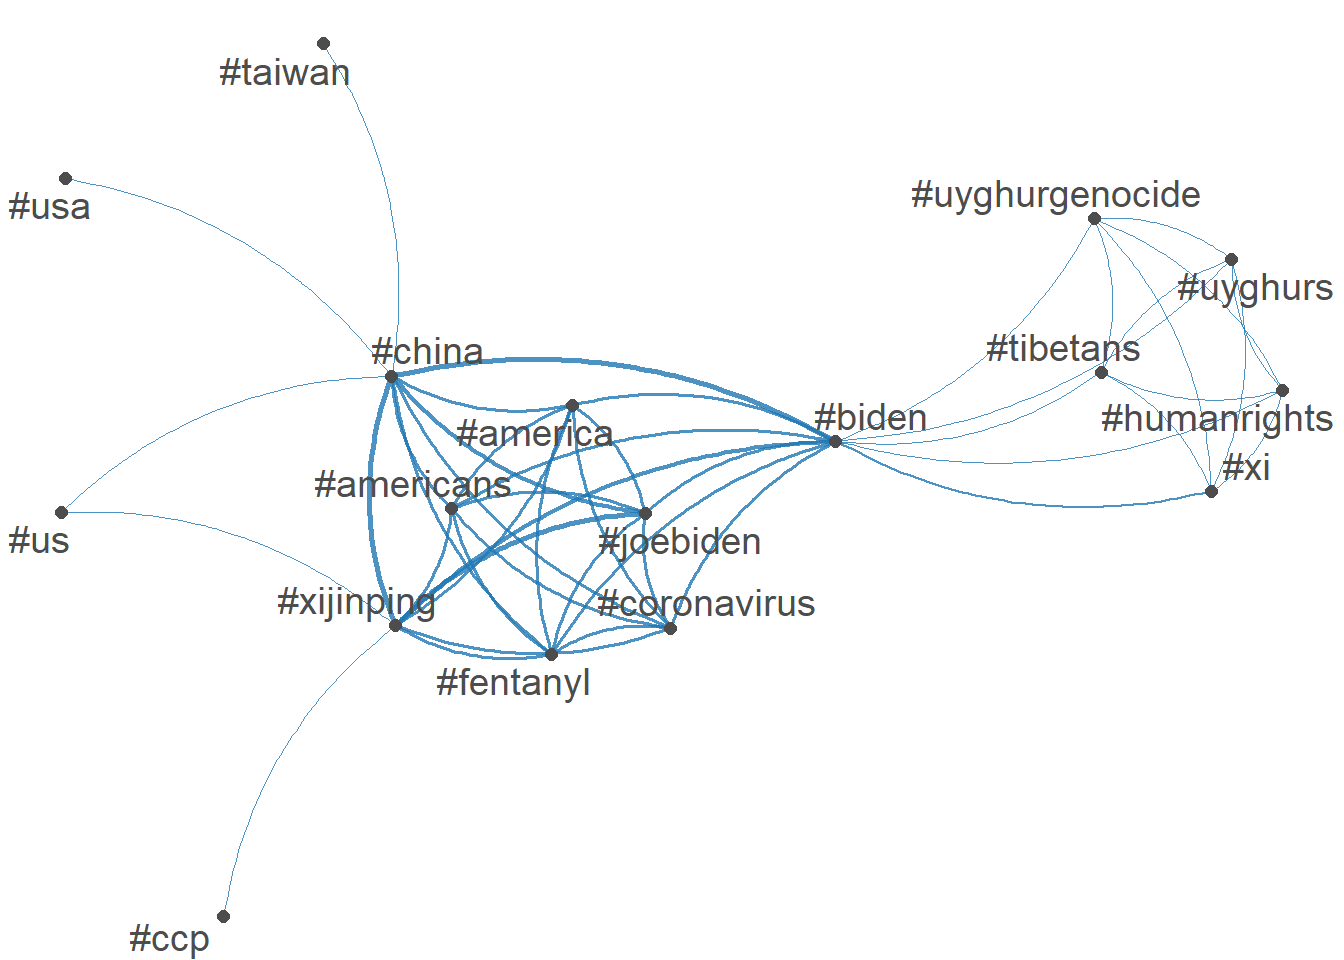 #taiwan
#uyghurgenocide
#usa
#uyghurs
#china
#tibetans
#biden
#humanrights
#america
#xi
#americans
#us
#joebiden
#xijinping
#coronavirus
#fentanyl
#ccp